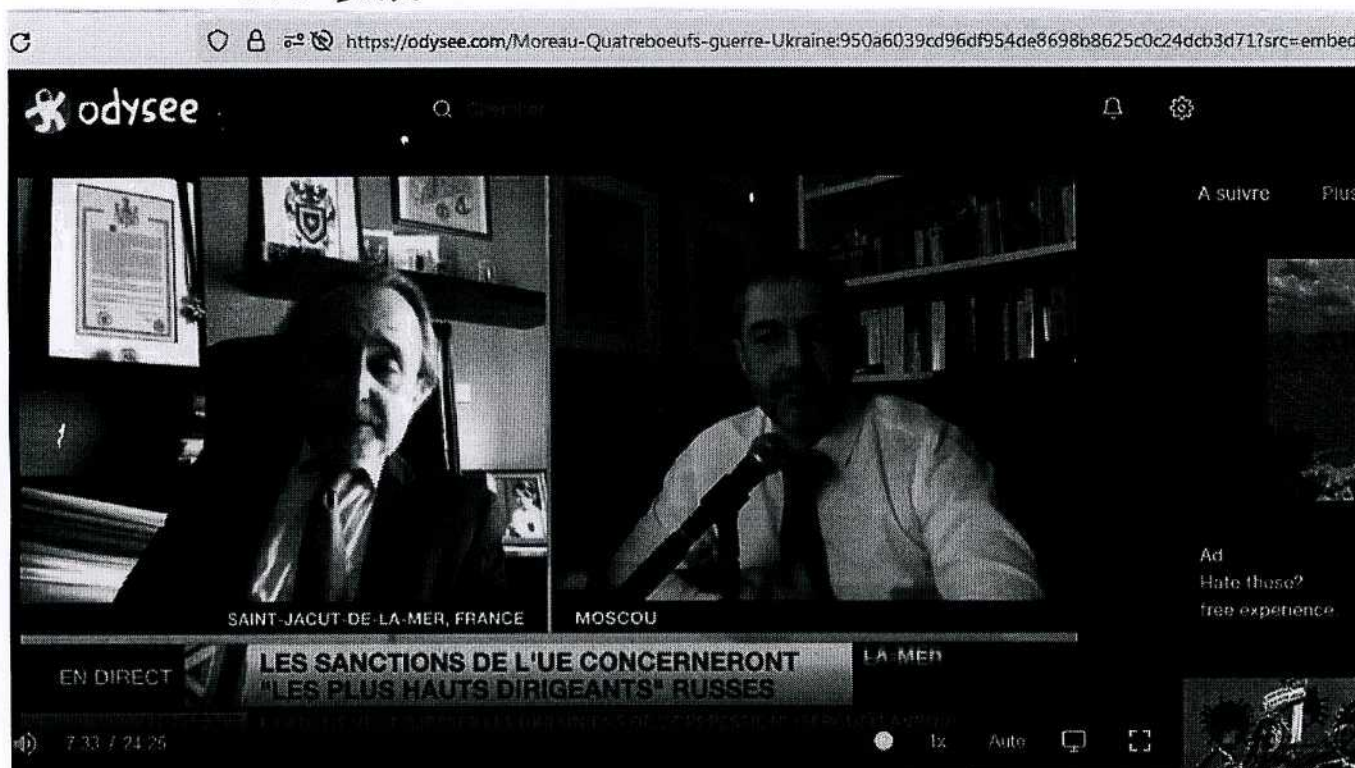 https://odysee.com/Moreau-Quatreboeufs-guerre-Ukraine:950a6039cd96df954de8698b8625c0c24dcb3d71?src=embed
odysee
Chercher
A suivre Plus
SAINT-JACUT-DE-LA-MER, FRANCE
MOSCOU
Ad
Hate these?
free experience
EN DIRECT
LES SANCTIONS DE L'UE CONCERNERONT
"LES PLUS HAUTS DIRIGEANTS" RUSSES
LA-MER
7:33 / 24:25
1x Auto